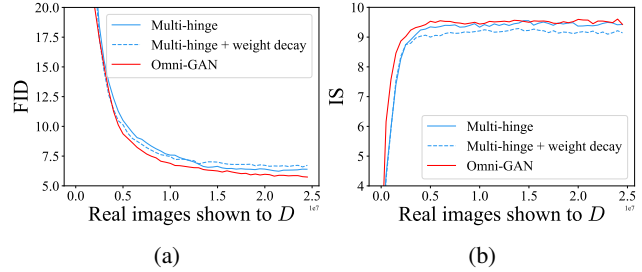 20.0
17.5
15.0
12.5
10.0
7.5
5.0
FID
Multi-hinge
Multi-hinge + weight decay
Omni-GAN
0.0 0.5 1.0 1.5 2.0 2.5
1e7
Real images shown to D
(a)
10
9
8
7
6
5
4
IS
Multi-hinge
Multi-hinge + weight decay
Omni-GAN
0.0 0.5 1.0 1.5 2.0 2.5
1e7
Real images shown to D
(b)